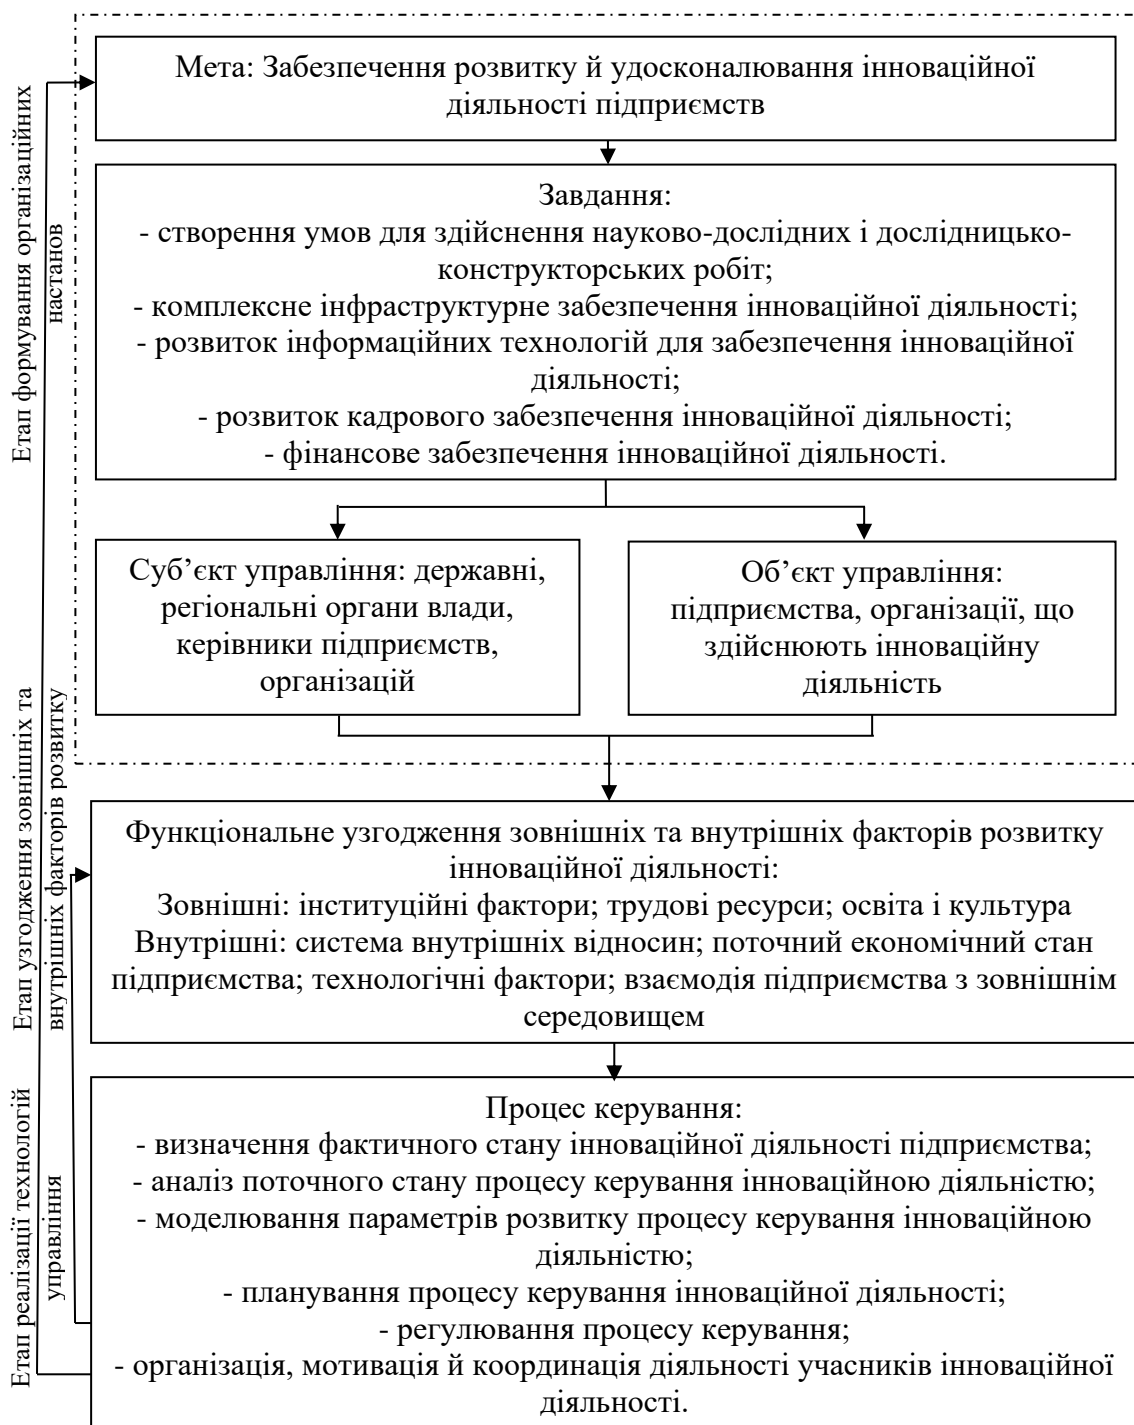 Етап формування організаційних
настанов
Мета: Забезпечення розвитку й удосконалювання інноваційної
діяльності підприємств
Завдання:
- створення умов для здійснення науково-дослідних і дослідницько-
конструкторських робіт;
- комплексне інфраструктурне забезпечення інноваційної діяльності;
- розвиток інформаційних технологій для забезпечення інноваційної
діяльності;
- розвиток кадрового забезпечення інноваційної діяльності;
- фінансове забезпечення інноваційної діяльності.
Суб’єкт управління: державні,
регіональні органи влади,
керівники підприємств,
організацій
Об’єкт управління:
підприємства, організації, що
здійснюють інноваційну
діяльність
Етап узгодження зовнішніх та
внутрішніх факторів розвитку
Функціональне узгодження зовнішніх та внутрішніх факторів розвитку
інноваційної діяльності:
Зовнішні: інституційні фактори; трудові ресурси; освіта і культура
Внутрішні: система внутрішніх відносин; поточний економічний стан
підприємства; технологічні фактори; взаємодія підприємства з зовнішнім
середовищем
Етап реалізації технологій
управління
Процес керування:
- визначення фактичного стану інноваційної діяльності підприємства;
- аналіз поточного стану процесу керування інноваційною діяльністю;
- моделювання параметрів розвитку процесу керування інноваційною
діяльністю;
- планування процесу керування інноваційної діяльності;
- регулювання процесу керування;
- організація, мотивація й координація діяльності учасників інноваційної
діяльності.